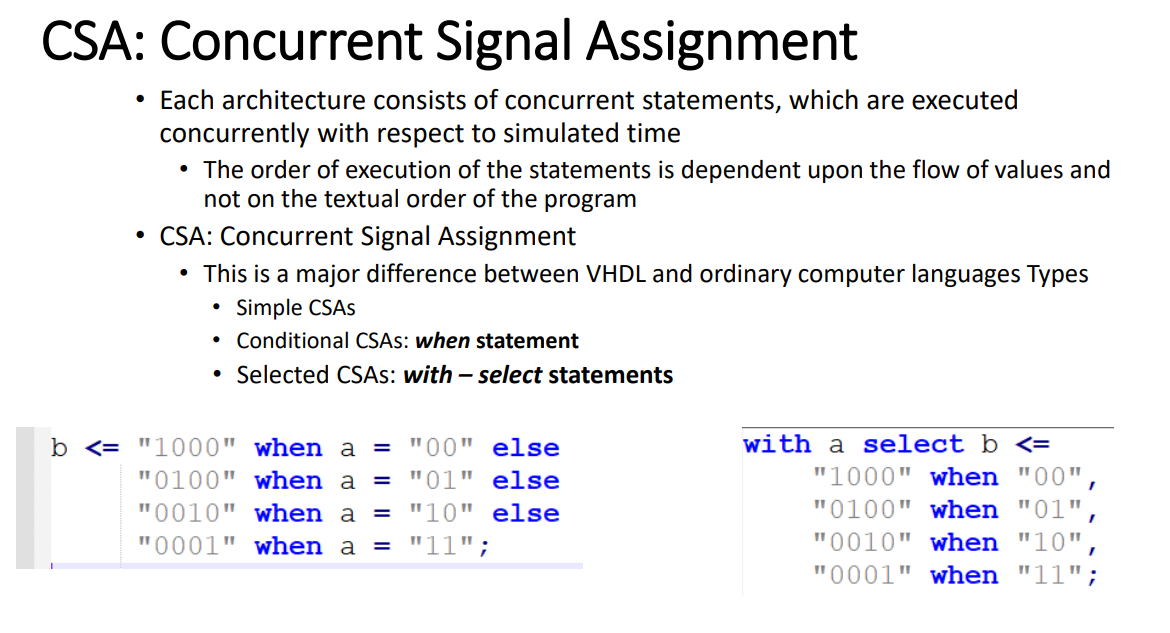 CSA: Concurrent Signal Assignment
• Each architecture consists of concurrent statements, which are executed
concurrently with respect to simulated time
• The order of execution of the statements is dependent upon the flow of values and
not on the textual order of the program
• CSA: Concurrent Signal Assignment
• This is a major difference between VHDL and ordinary computer languages Types
• Simple CSAs
• Conditional CSAs: when statement
• Selected CSAs: with – select statements
b <= "1000" when a = "00" else
"0100" when a = "01" else
"0010" when a = "10" else
"0001" when a = "11";
with a select b <=
"1000" when "00",
"0100" when "01",
"0010" when "10",
"0001" when "11";